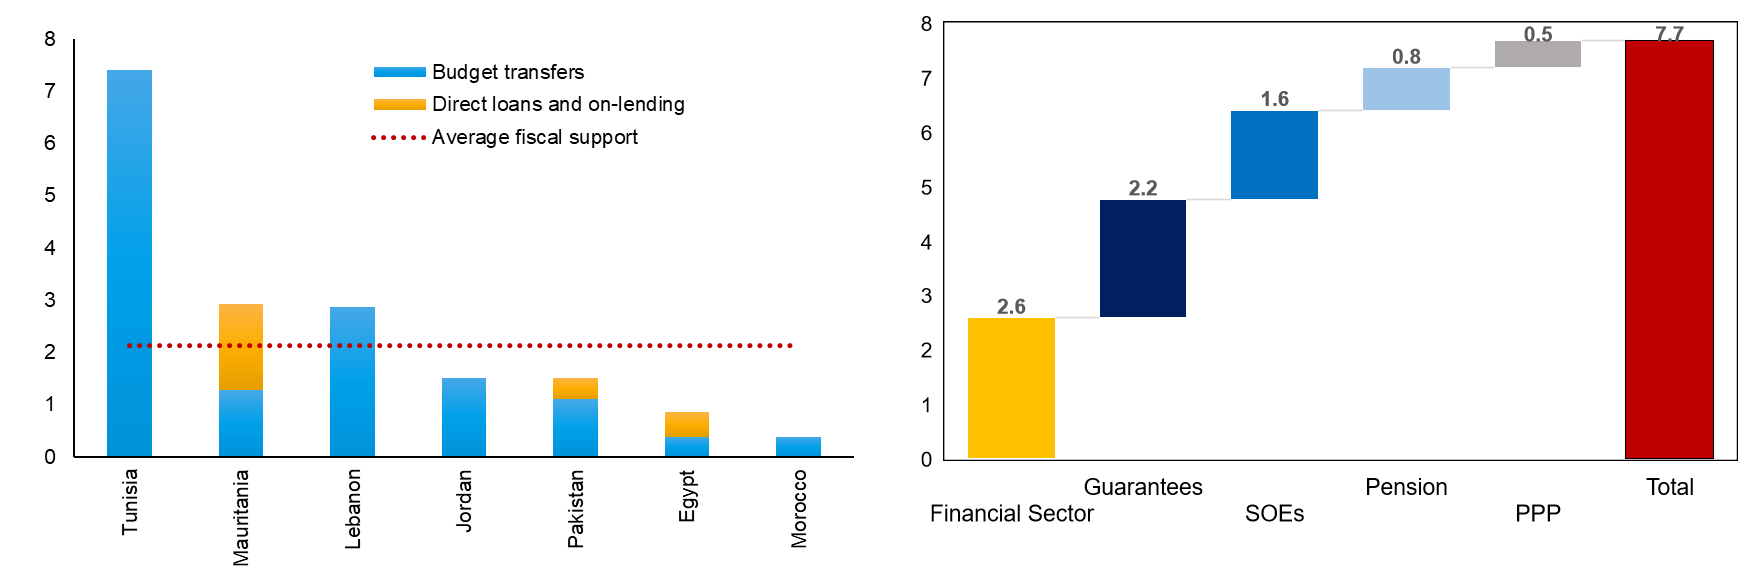 8
7
6
5
4
3
2
1
0
Budget transfers
Direct loans and on-lending
Average fiscal support
Tunisia
Mauritania
Lebanon
Jordan
Pakistan
Egypt
Morocco
8
7
6
5
4
3
2
1
0
2.6
2.2
1.6
0.8
0.5
7.7
Guarantees
Pension
Total
Financial Sector
SOEs
PPP